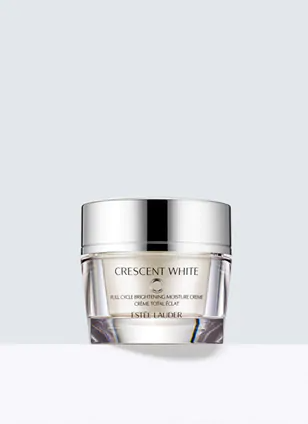 CRESCENT WHITE
FULL CYCLE BRIGHTENING MOISTURE CREME
CRÈME TOTAL ÉCLAT
ESTĒE LAUDER